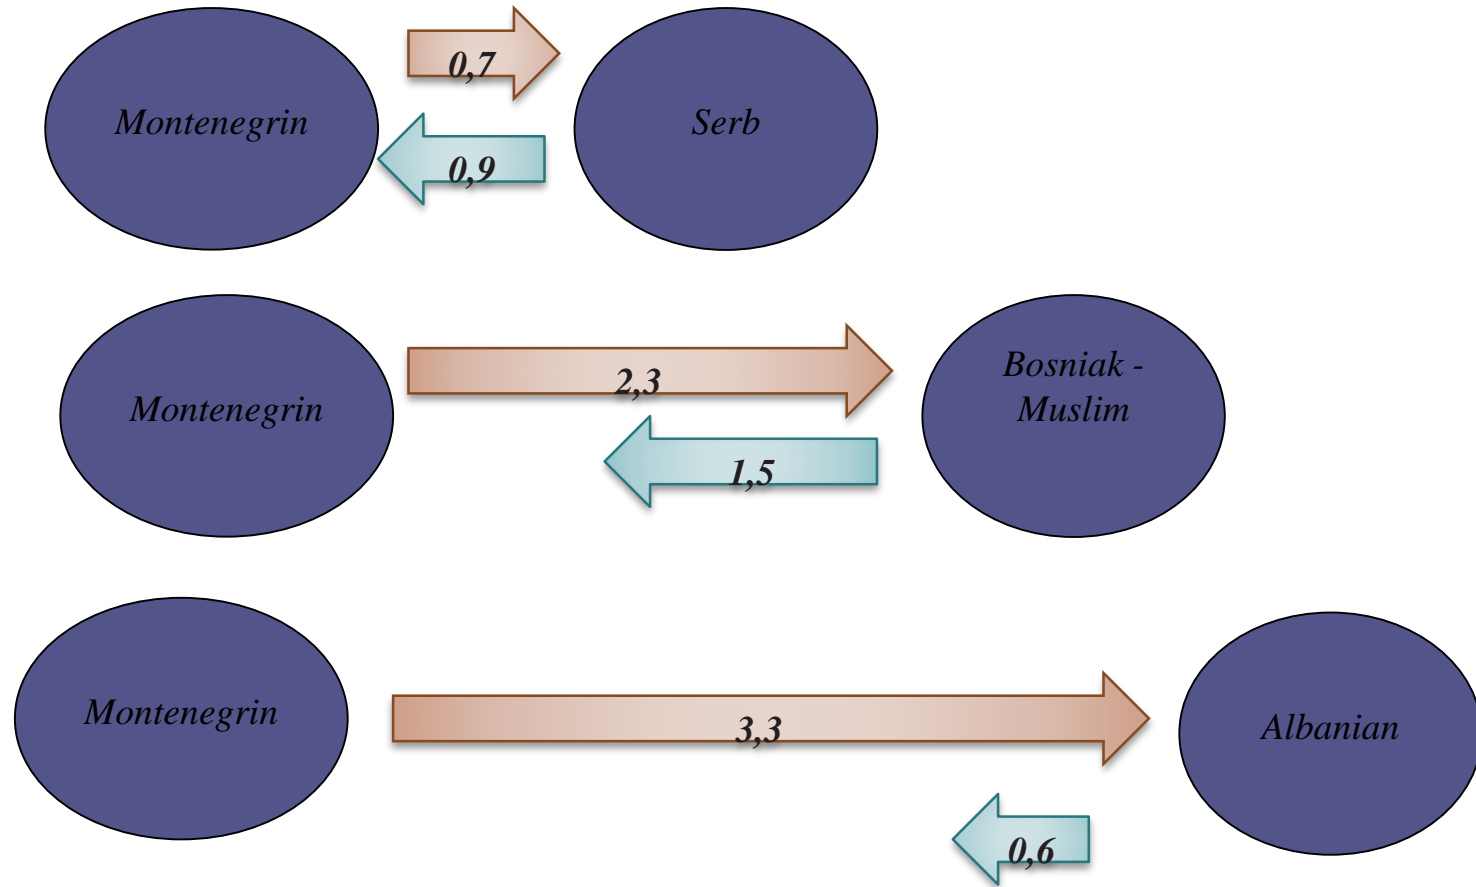 Montenegrin
0,7
Serb
0,9
Montenegrin
2,3
Bosniak -
Muslim
1,5
Montenegrin
3,3
Albanian
0,6